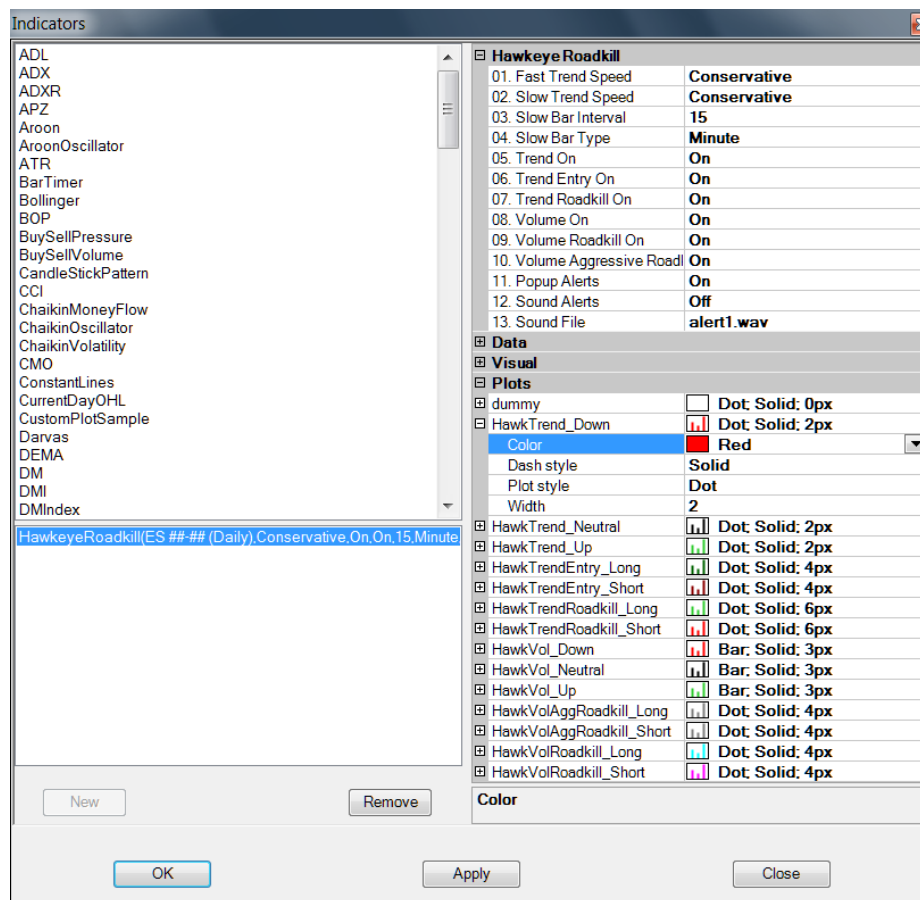 Indicators
ADL
ADX
ADXR
APZ
Aroon
AroonOscillator
ATR
BarTimer
Bollinger
BOP
BuySellPressure
BuySellVolume
CandleStickPattern
CCI
ChaikinMoneyFlow
ChaikinOscillator
ChaikinVolatility
CMO
ConstantLines
CurrentDayOHL
CustomPlotSample
Darvas
DEMA
DM
DMI
DMIndex
HawkeyeRoadkill(ES ##-## (Daily),Conservative,On,On,15,Minute,
New
Remove
Hawkeye Roadkill
01. Fast Trend Speed Conservative
02. Slow Trend Speed Conservative
03. Slow Bar Interval 15
04. Slow Bar Type Minute
05. Trend On On
06. Trend Entry On On
07. Trend Roadkill On On
08. Volume On On
09. Volume Roadkill On On
10. Volume Aggressive Roadl On
11. Popup Alerts On
12. Sound Alerts Off
13. Sound File alert1.wav
Data
Visual
Plots
dummy Dot; Solid; 0px
HawkTrend_Down Dot; Solid; 2px
Color Red
Dash style Solid
Plot style Dot
Width 2
HawkTrend_Neutral Dot; Solid; 2px
HawkTrend_Up Dot; Solid; 2px
HawkTrendEntry_Long Dot; Solid; 4px
HawkTrendEntry_Short Dot; Solid; 4px
HawkTrendRoadkill_Long Dot; Solid; 6px
HawkTrendRoadkill_Short Dot; Solid; 6px
HawkVol_Down Bar; Solid; 3px
HawkVol_Neutral Bar; Solid; 3px
HawkVol_Up Bar; Solid; 3px
HawkVolAggRoadkill_Long Dot; Solid; 4px
HawkVolAggRoadkill_Short Dot; Solid; 4px
HawkVolRoadkill_Long Dot; Solid; 4px
HawkVolRoadkill_Short Dot; Solid; 4px
Color
OK
Apply
Close